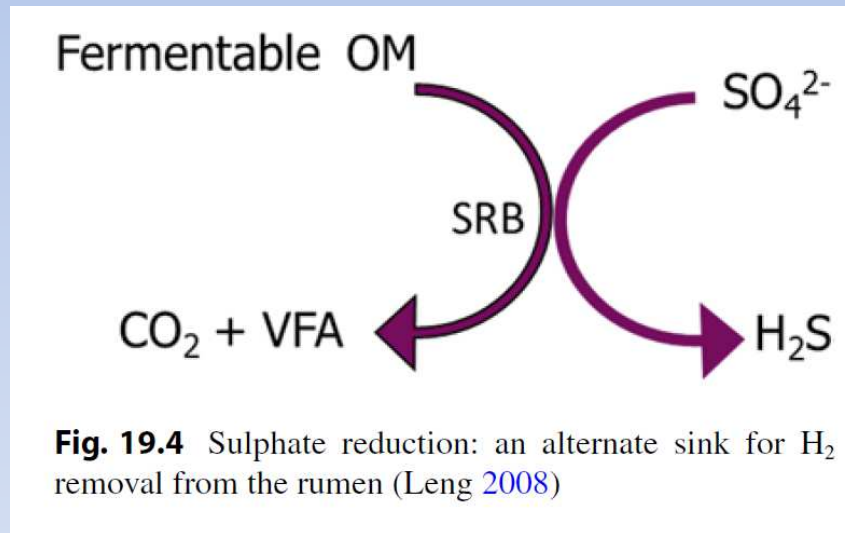 Fermentable OM
SO₄²⁻
SRB
CO₂ + VFA
H₂S
Fig. 19.4 Sulphate reduction: an alternate sink for H₂
removal from the rumen (Leng 2008)